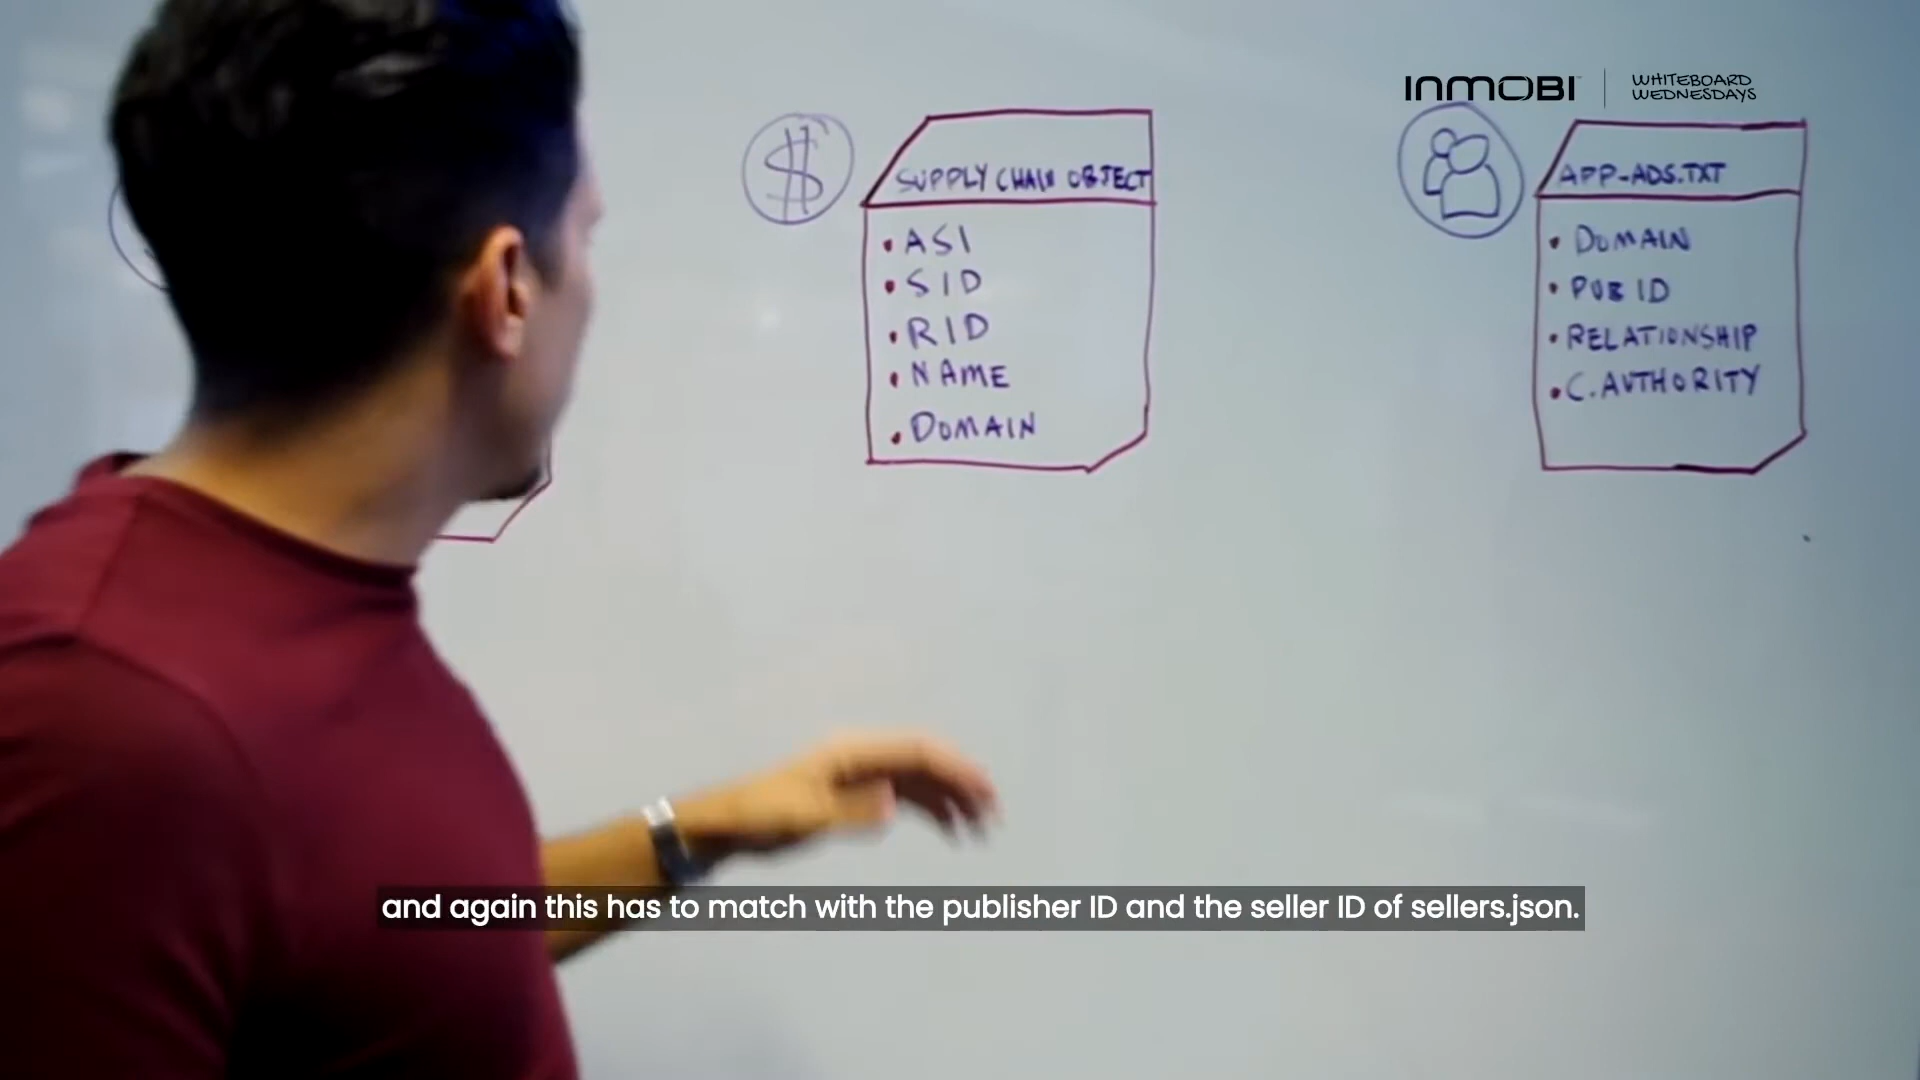 INMOBI
WHITEBOARD
WEDNESDAYS
SUPPLY CHAIN OBJECT
• ASI
• SID
• RID
• NAME
• DOMAIN
APP-ADS.TXT
• DOMAIN
• PUB ID
• RELATIONSHIP
• C. AUTHORITY
and again this has to match with the publisher ID and the seller ID of sellers.json.